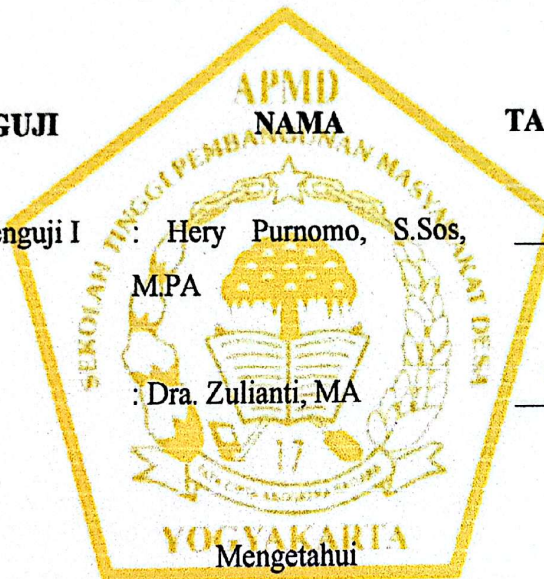 APMD
GUJI NAMA TA
SEKOLAH TINGGI PEMBANGUNAN MASYARAKAT DESA
enguji I : Hery Purnomo, S.Sos,
M.PA
: Dra. Zulianti, MA
17
YOGYAKARTA
Mengetahui